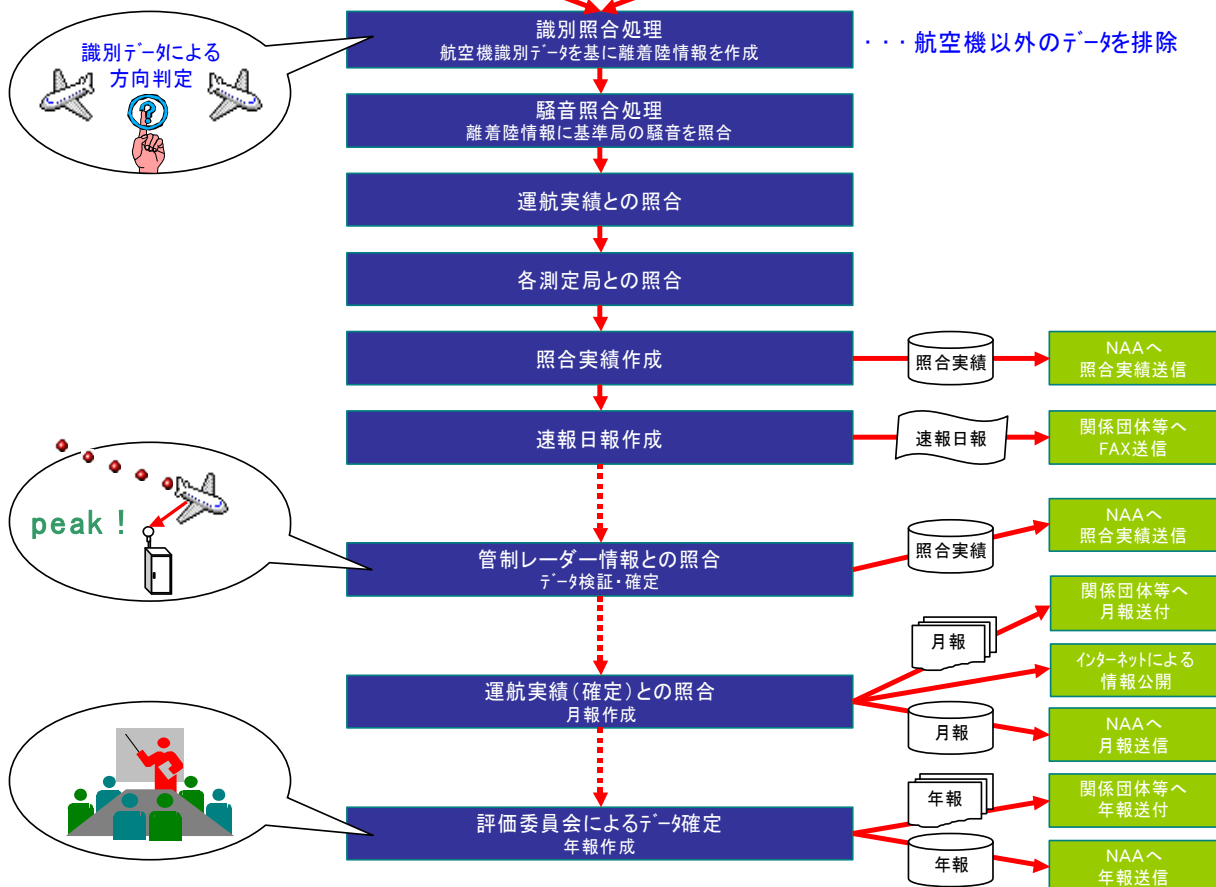 識別照合処理
航空機識別データを基に離着陸情報を作成
・・・航空機以外のデータを排除
識別データによる
方向判定
?
騒音照合処理
離着陸情報に基準局の騒音を照合
運航実績との照合
各測定局との照合
照合実績作成
照合実績
NAAへ
照合実績送信
速報日報作成
速報日報
関係団体等へ
FAX送信
peak！
管制レーダー情報との照合
データ検証・確定
照合実績
NAAへ
照合実績送信
運航実績（確定）との照合
月報作成
月報
関係団体等へ
月報送付
インターネットによる
情報公開
月報
NAAへ
月報送信
評価委員会によるデータ確定
年報作成
年報
関係団体等へ
年報送付
年報
NAAへ
年報送信